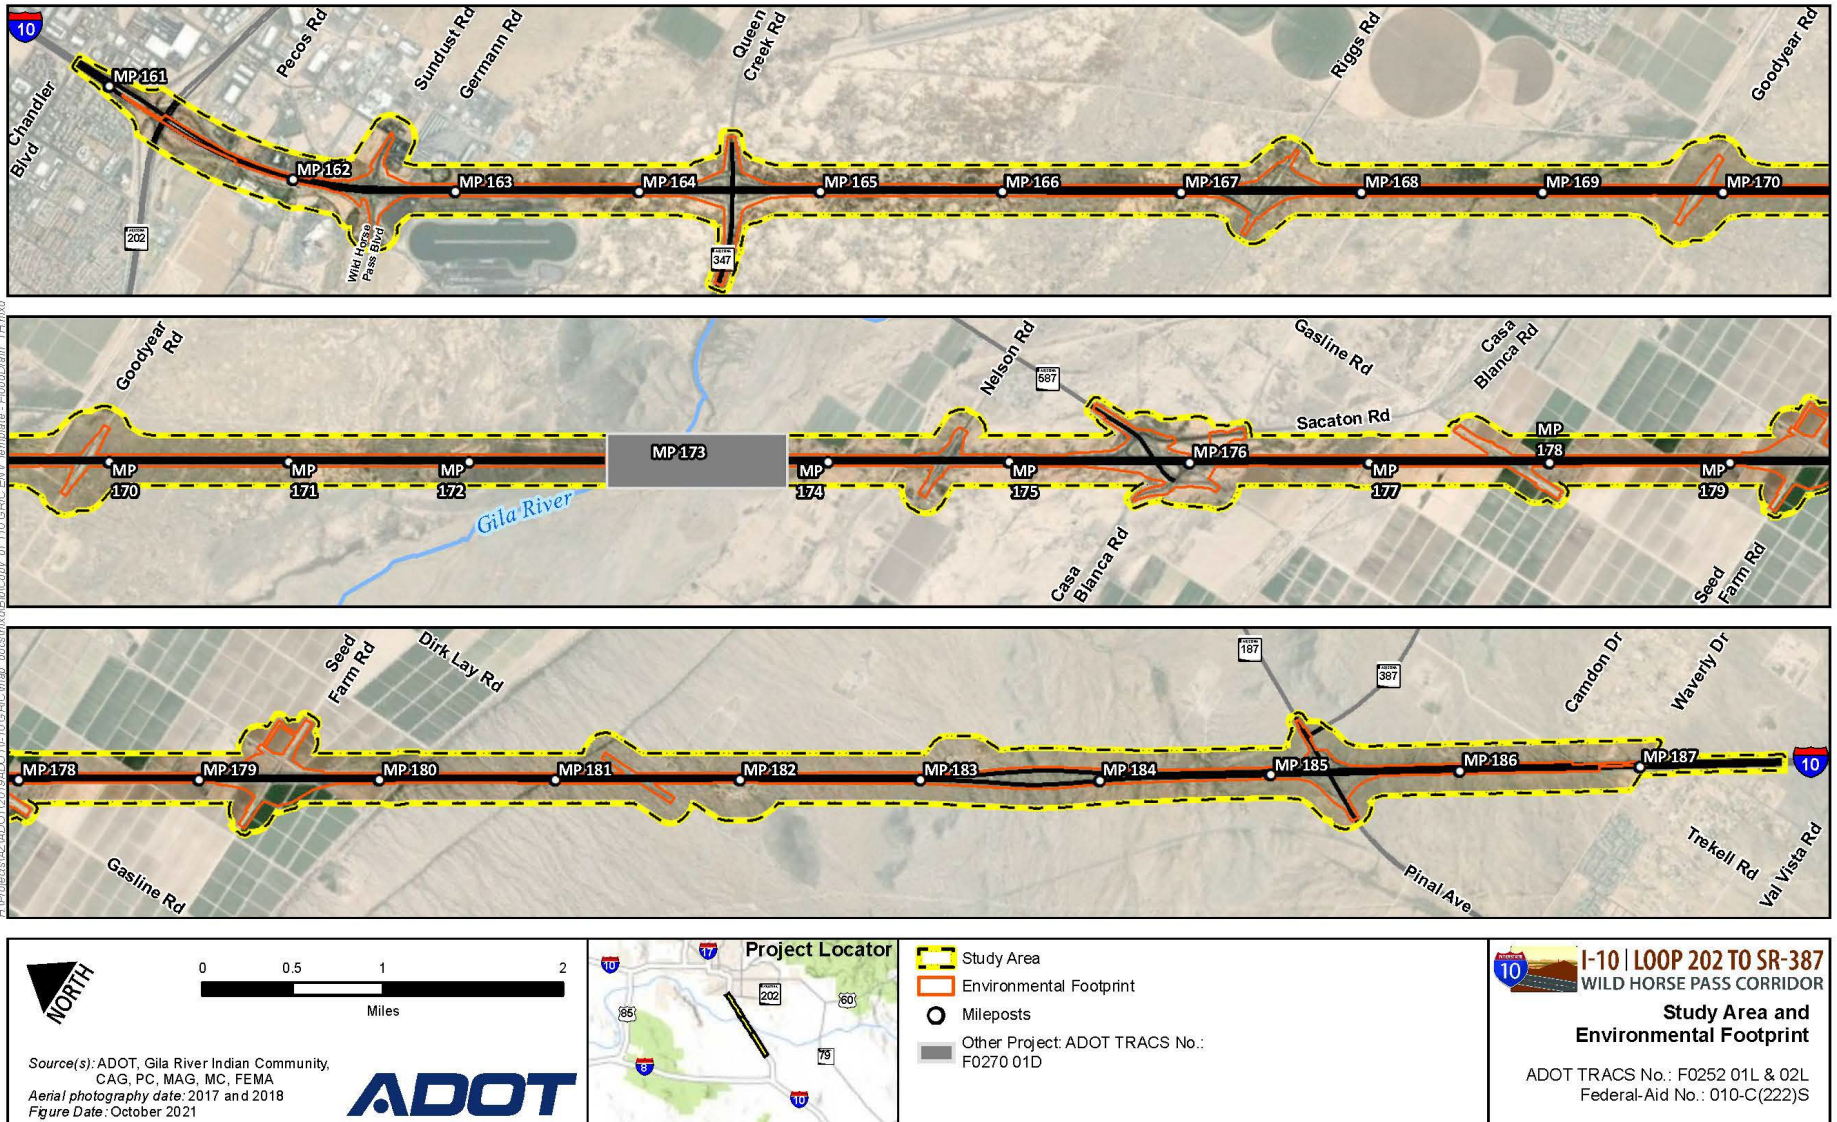 10
Chandler
Blvd
MP 161
Pecos Rd
Sundust Rd
Germann Rd
Queen
Creek Rd
Riggs Rd
Goodyear Rd
MP 162
MP 163
MP 164
MP 165
MP 166
MP 167
MP 168
MP 169
MP 170
ARIZONA
202
Wild Horse
Pass Blvd
ARIZONA
347
Goodyear
Rd
Nelson Rd
ARIZONA
587
Gasline Rd
Casa
Blanca Rd
Sacaton Rd
MP
170
MP
171
MP
172
MP 173
MP
174
MP
175
MP 176
MP
177
MP
178
MP
179
Gila River
Casa
Blanca Rd
Seed
Farm Rd
Seed
Farm Rd
Dirk Lay Rd
ARIZONA
187
ARIZONA
387
Camdon Dr
Waverly Dr
MP 178
MP 179
MP 180
MP 181
MP 182
MP 183
MP 184
MP 185
MP 186
MP 187
10
Gasline Rd
Pinal Ave
Trekell Rd
Val Vista Rd
NORTH
0 0.5 1 2
Miles
Source(s): ADOT, Gila River Indian Community,
CAG, PC, MAG, MC, FEMA
Aerial photography date: 2017 and 2018
Figure Date: October 2021
ADOT
Project Locator
17
10
ARIZONA
202
60
85
79
8
10
Study Area
Environmental Footprint
Mileposts
Other Project: ADOT TRACS No.:
F0270 01D
INTERSTATE
10
I-10 | LOOP 202 TO SR-387
WILD HORSE PASS CORRIDOR
Study Area and
Environmental Footprint
ADOT TRACS No.: F0252 01L & 02L
Federal-Aid No.: 010-C(222)S